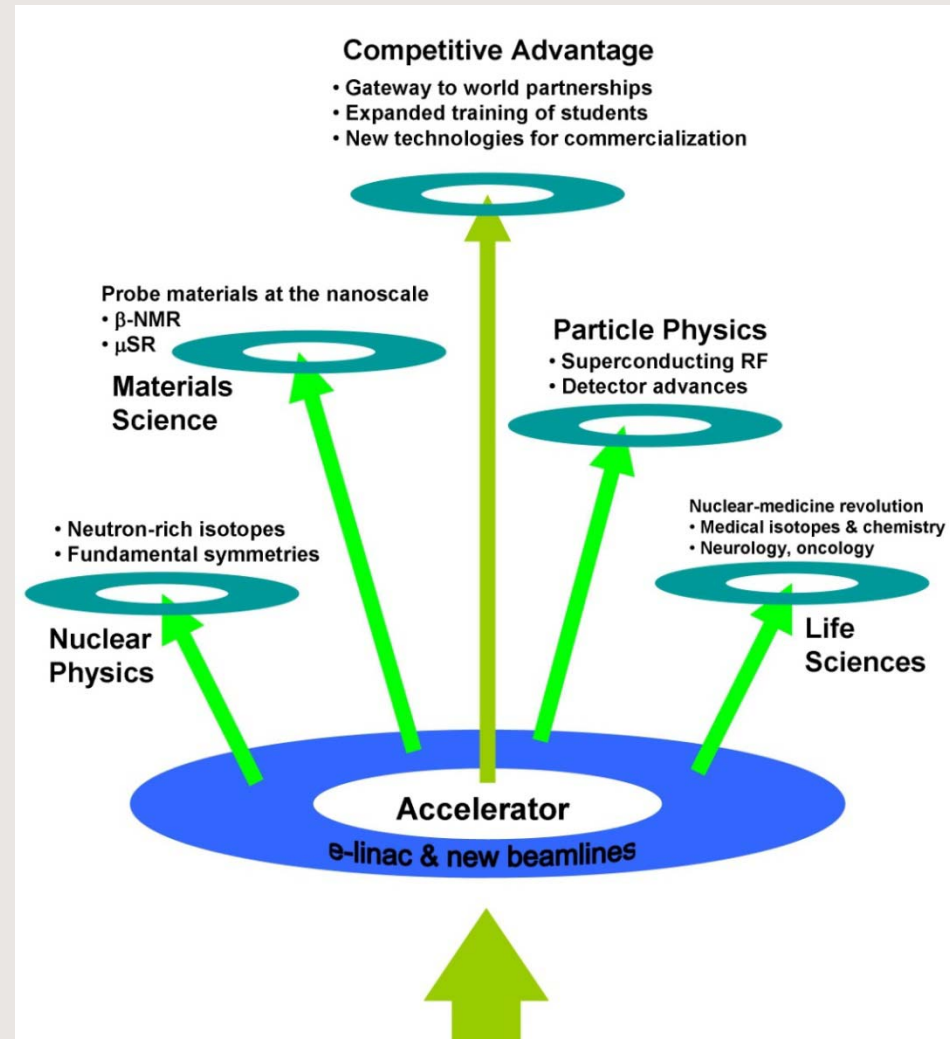 Competitive Advantage
• Gateway to world partnerships
• Expanded training of students
• New technologies for commercialization
Probe materials at the nanoscale
• β-NMR
• μSR
Materials
Science
Particle Physics
• Superconducting RF
• Detector advances
• Neutron-rich isotopes
• Fundamental symmetries
Nuclear
Physics
Nuclear-medicine revolution
• Medical isotopes & chemistry
• Neurology, oncology
Life
Sciences
Accelerator
e-linac & new beamlines